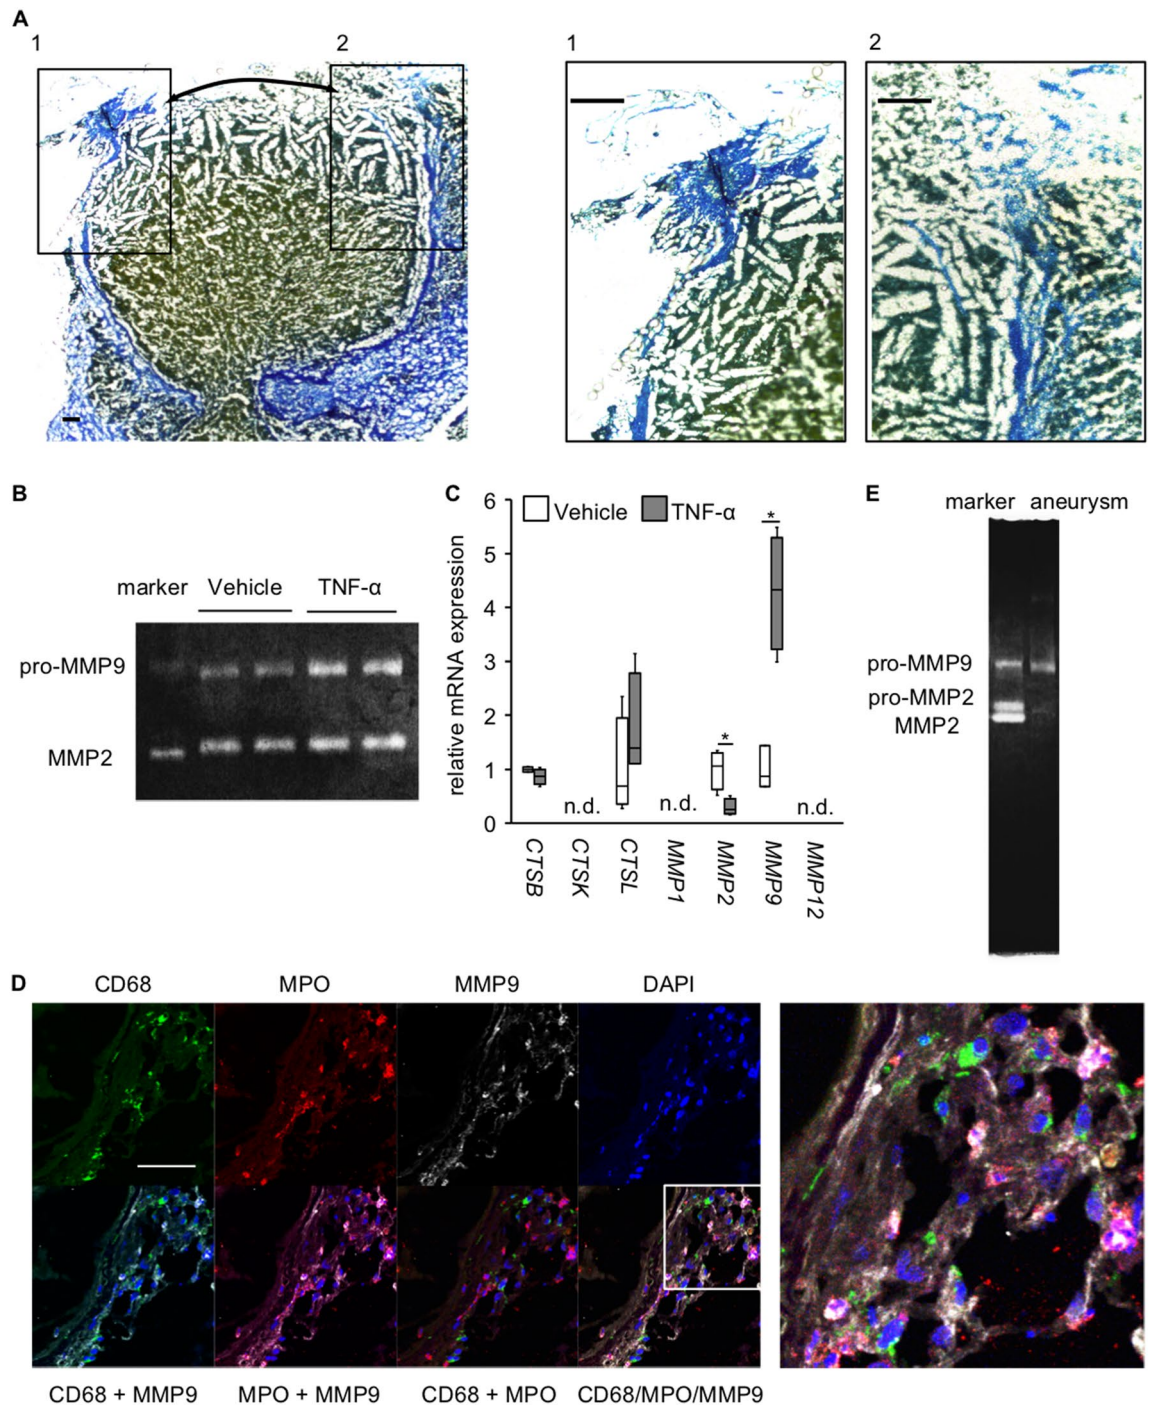 A
1
2
1
2
B
marker Vehicle TNF-α
pro-MMP9
MMP2
C
Vehicle TNF-α
relative mRNA expression
6
5
4
3
2
1
0
*
*
n.d.
n.d.
n.d.
CTSB
CTSK
CTSL
MMP1
MMP2
MMP9
MMP12
E
marker aneurysm
pro-MMP9
pro-MMP2
MMP2
D
CD68 MPO MMP9 DAPI
CD68 + MMP9 MPO + MMP9 CD68 + MPO CD68/MPO/MMP9